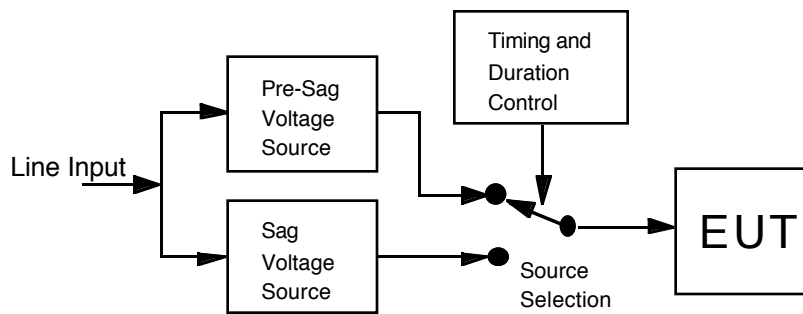 Timing and
Duration
Control
Pre-Sag
Voltage
Source
Line Input
Sag
Voltage
Source
EUT
Source
Selection